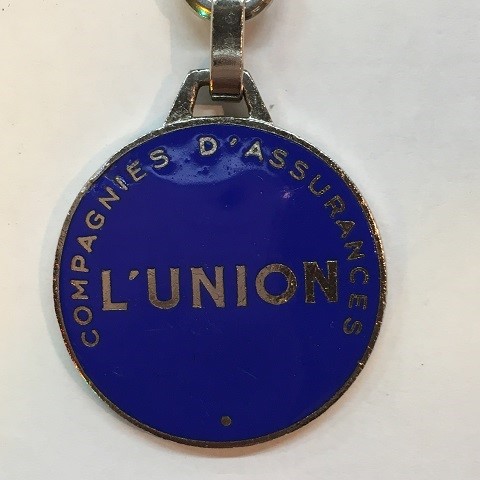 COMPAGNIES D'ASSURANCES
L'UNION